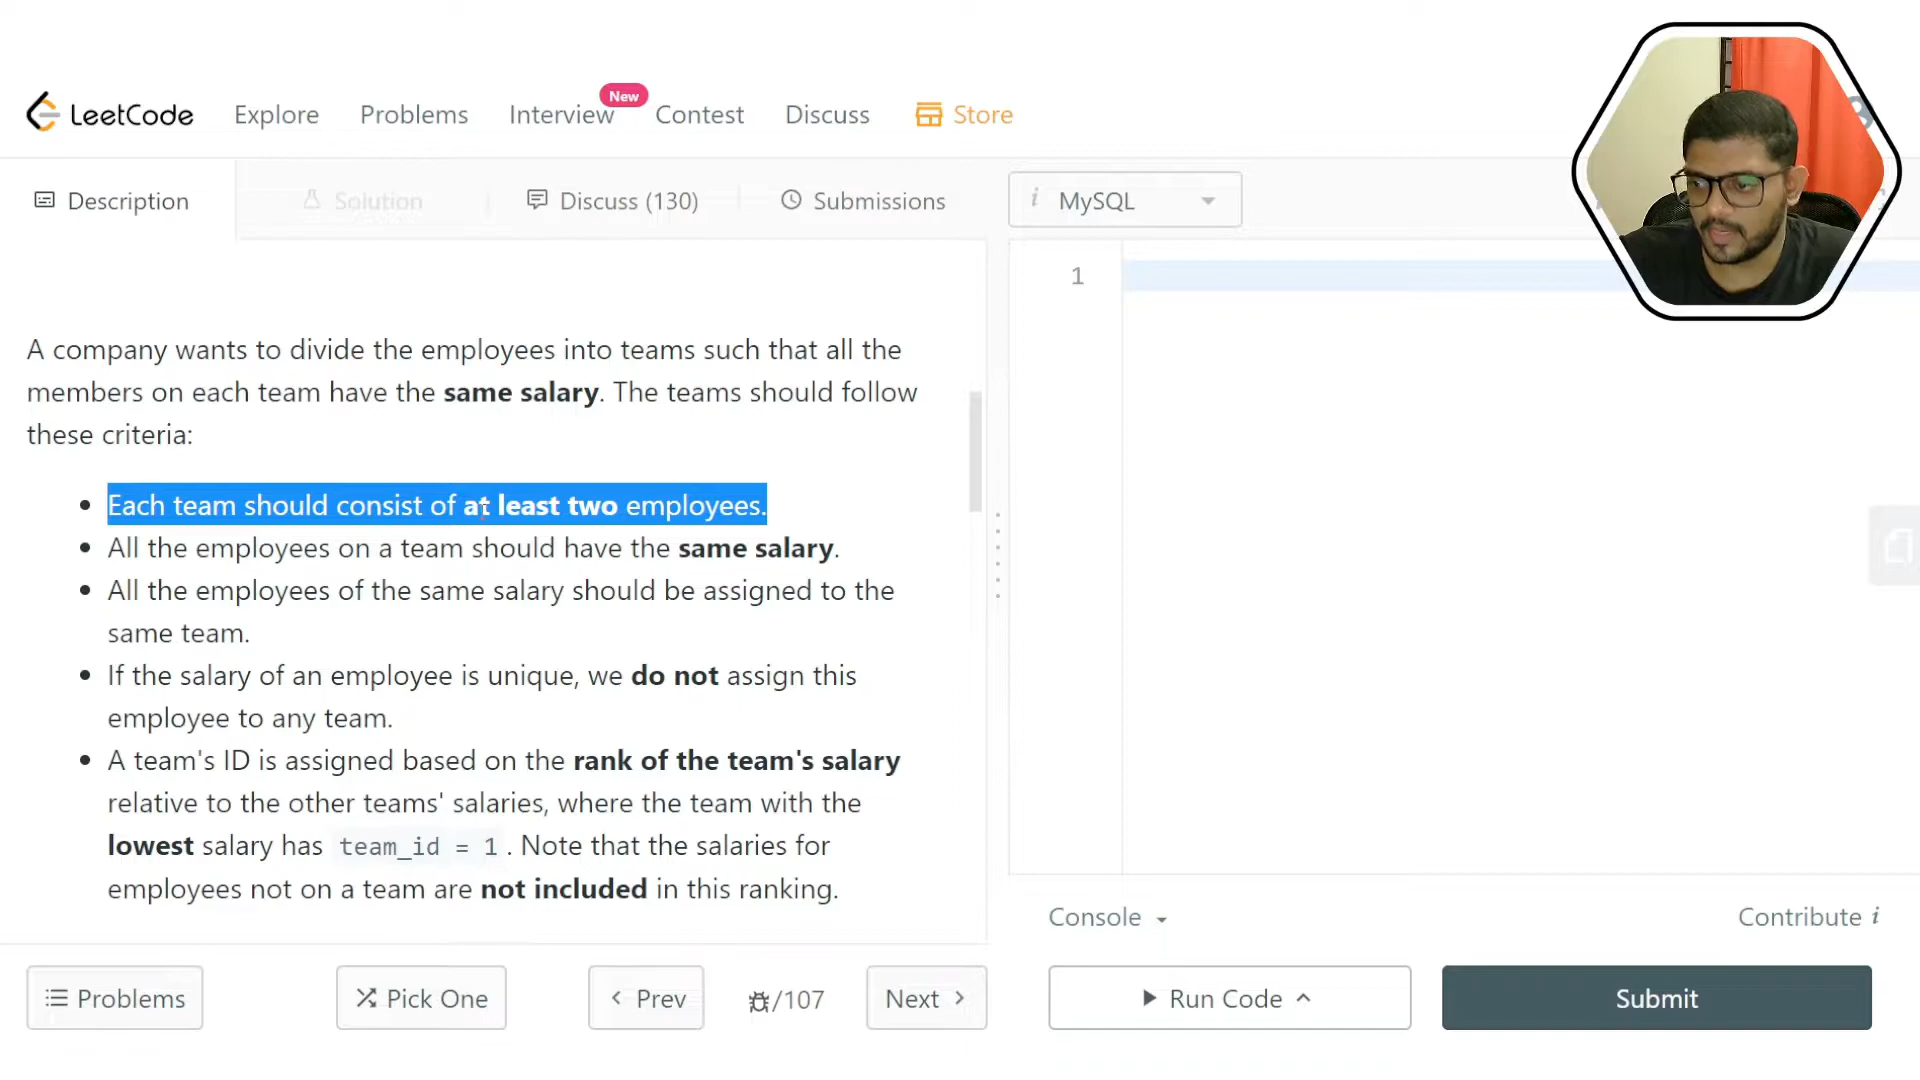 New
LeetCode Explore Problems Interview Contest Discuss Store
Description Solution Discuss (130) Submissions i MySQL
1
A company wants to divide the employees into teams such that all the
members on each team have the same salary. The teams should follow
these criteria:
• Each team should consist of at least two employees.
• All the employees on a team should have the same salary.
• All the employees of the same salary should be assigned to the
same team.
• If the salary of an employee is unique, we do not assign this
employee to any team.
• A team's ID is assigned based on the rank of the team's salary
relative to the other teams' salaries, where the team with the
lowest salary has team_id = 1. Note that the salaries for
employees not on a team are not included in this ranking.
Console Contribute i
Problems Pick One Prev /107 Next Run Code Submit